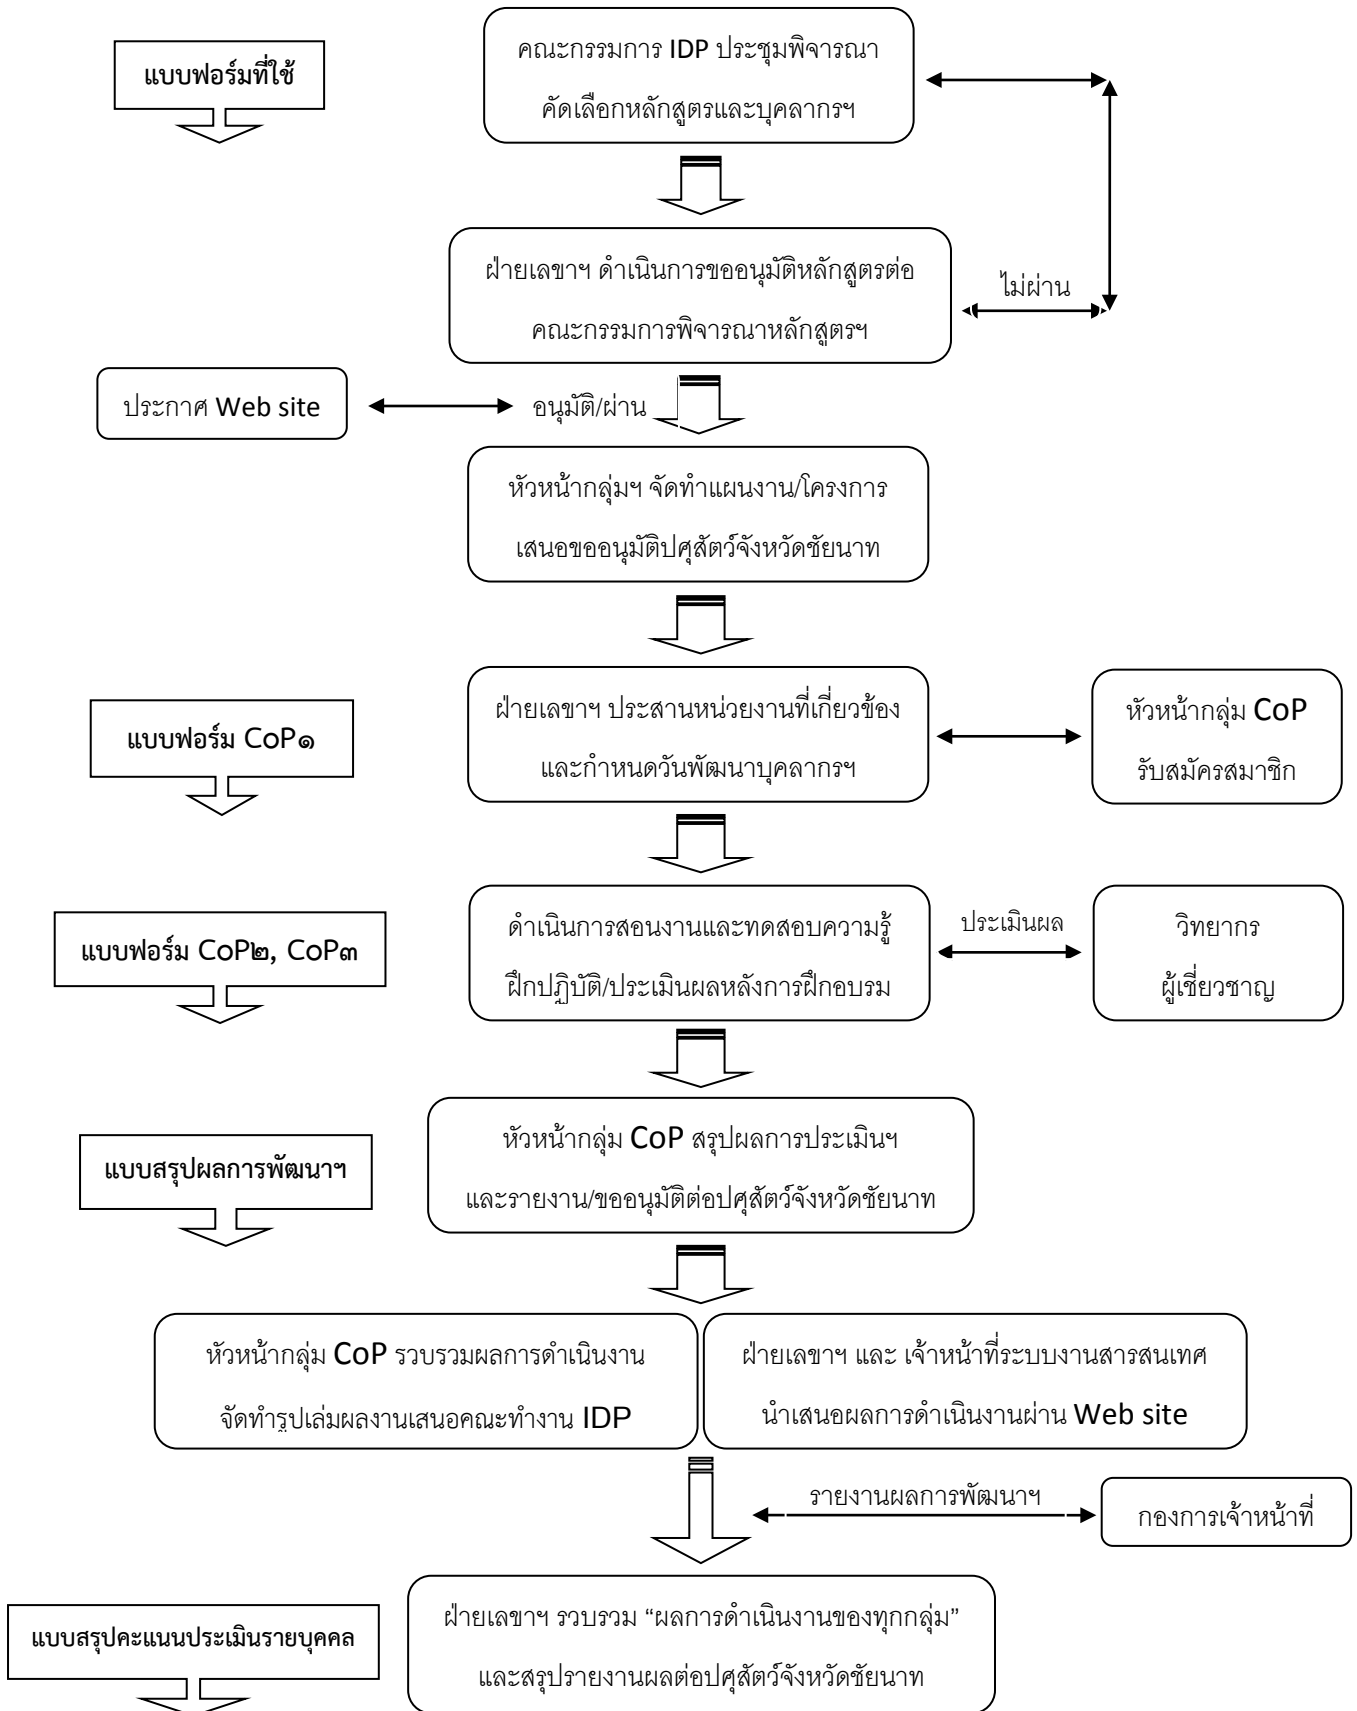 แบบฟอร์มที่ใช้
คณะกรรมการ IDP ประชุมพิจารณา
คัดเลือกหลักสูตรและบุคลากรฯ
ฝ่ายเลขาฯ ดำเนินการขออนุมัติหลักสูตรต่อ
คณะกรรมการพิจารณาหลักสูตรฯ
ไม่ผ่าน
ประกาศ Web site
อนุมัติ/ผ่าน
หัวหน้ากลุ่มฯ จัดทำแผนงาน/โครงการ
เสนอขออนุมัติปศุสัตว์จังหวัดชัยนาท
แบบฟอร์ม CoP๑
ฝ่ายเลขาฯ ประสานหน่วยงานที่เกี่ยวข้อง
และกำหนดวันพัฒนาบุคลากรฯ
หัวหน้ากลุ่ม CoP
รับสมัครสมาชิก
แบบฟอร์ม CoP๒, CoP๓
ดำเนินการสอนงานและทดสอบความรู้
ฝึกปฏิบัติ/ประเมินผลหลังการฝึกอบรม
ประเมินผล
วิทยากร
ผู้เชี่ยวชาญ
แบบสรุปผลการพัฒนาฯ
หัวหน้ากลุ่ม CoP สรุปผลการประเมินฯ
และรายงาน/ขออนุมัติต่อปศุสัตว์จังหวัดชัยนาท
หัวหน้ากลุ่ม CoP รวบรวมผลการดำเนินงาน
จัดทำรูปเล่มผลงานเสนอคณะทำงาน IDP
ฝ่ายเลขาฯ และ เจ้าหน้าที่ระบบงานสารสนเทศ
นำเสนอผลการดำเนินงานผ่าน Web site
รายงานผลการพัฒนาฯ
กองการเจ้าหน้าที่
แบบสรุปคะแนนประเมินรายบุคคล
ฝ่ายเลขาฯ รวบรวม “ผลการดำเนินงานของทุกกลุ่ม”
และสรุปรายงานผลต่อปศุสัตว์จังหวัดชัยนาท